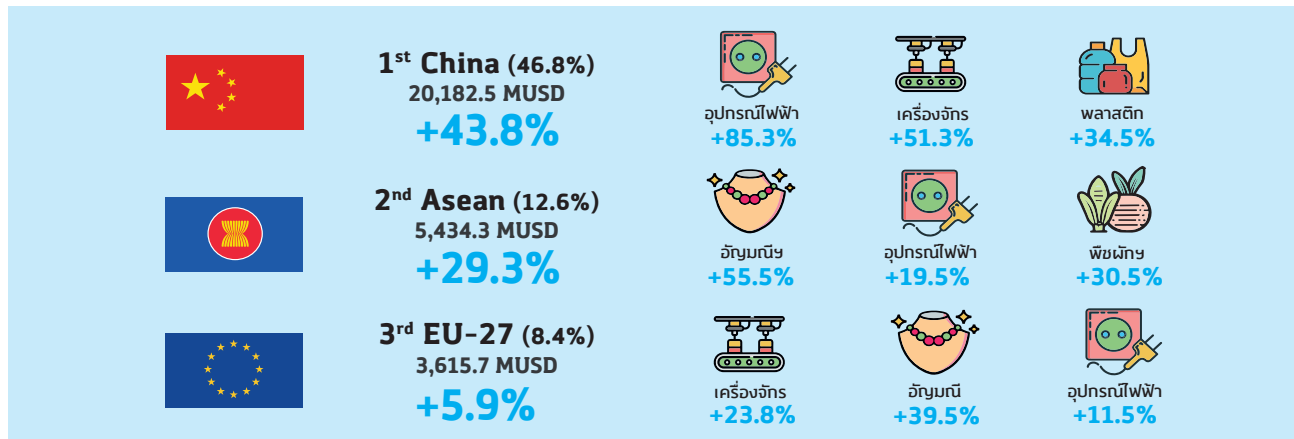 1st China (46.8%)
20,182.5 MUSD
+43.8%
อุปกรณ์ไฟฟ้า
+85.3%
เครื่องจักร
+51.3%
พลาสติก
+34.5%
2nd Asean (12.6%)
5,434.3 MUSD
+29.3%
อัญมณีฯ
+55.5%
อุปกรณ์ไฟฟ้า
+19.5%
พืชผักฯ
+30.5%
3rd EU-27 (8.4%)
3,615.7 MUSD
+5.9%
เครื่องจักร
+23.8%
อัญมณี
+39.5%
อุปกรณ์ไฟฟ้า
+11.5%